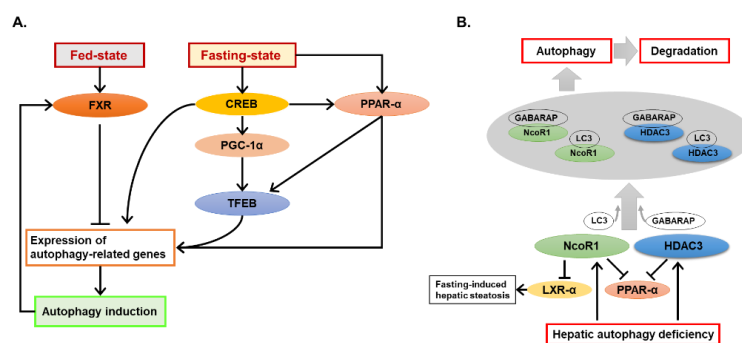 A.
Fed-state
Fasting-state
FXR
CREB
PPAR-α
PGC-1α
TFEB
Expression of
autophagy-related genes
Autophagy induction
B.
Autophagy
Degradation
GABARAP
NcoR1
LC3
NcoR1
GABARAP
HDAC3
LC3
HDAC3
LC3
GABARAP
NcoR1
HDAC3
Fasting-induced
hepatic steatosis
LXR-α
PPAR-α
Hepatic autophagy deficiency